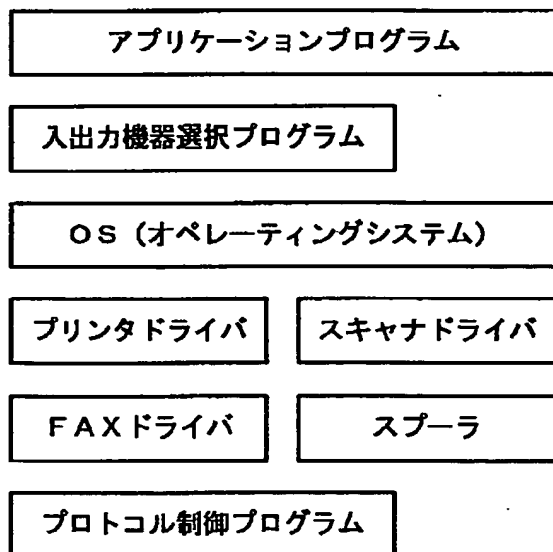 アプリケーションプログラム
入出力機器選択プログラム
OS(オペレーティングシステム)
プリンタドライバ
スキャナドライバ
FAXドライバ
スプーラ
プロトコル制御プログラム